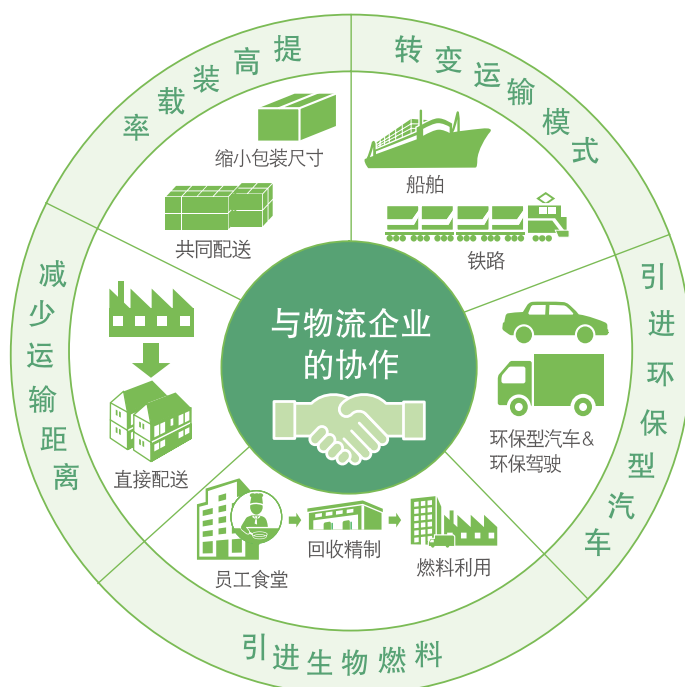 转变运输模式
船舶
铁路
引进环保型汽车
环保型汽车&
环保驾驶
引进生物燃料
员工食堂
回收精制
燃料利用
减少运输距离
直接配送
率载装高提
缩小包装尺寸
共同配送
与物流企业
的协作